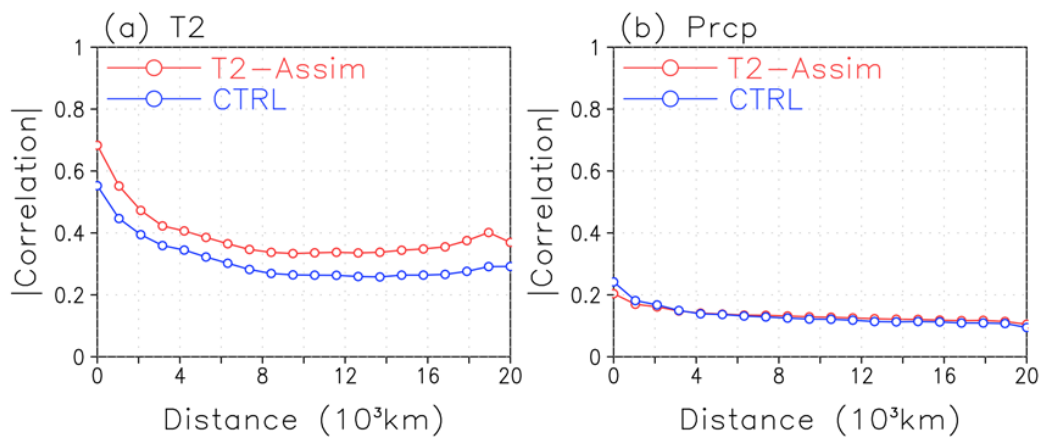 (a) T2
1
0.8
0.6
0.4
0.2
0
|Correlation|
T2-Assim
CTRL
0 4 8 12 16 20
Distance (10³km)
(b) Prcp
1
0.8
0.6
0.4
0.2
0
|Correlation|
T2-Assim
CTRL
0 4 8 12 16 20
Distance (10³km)